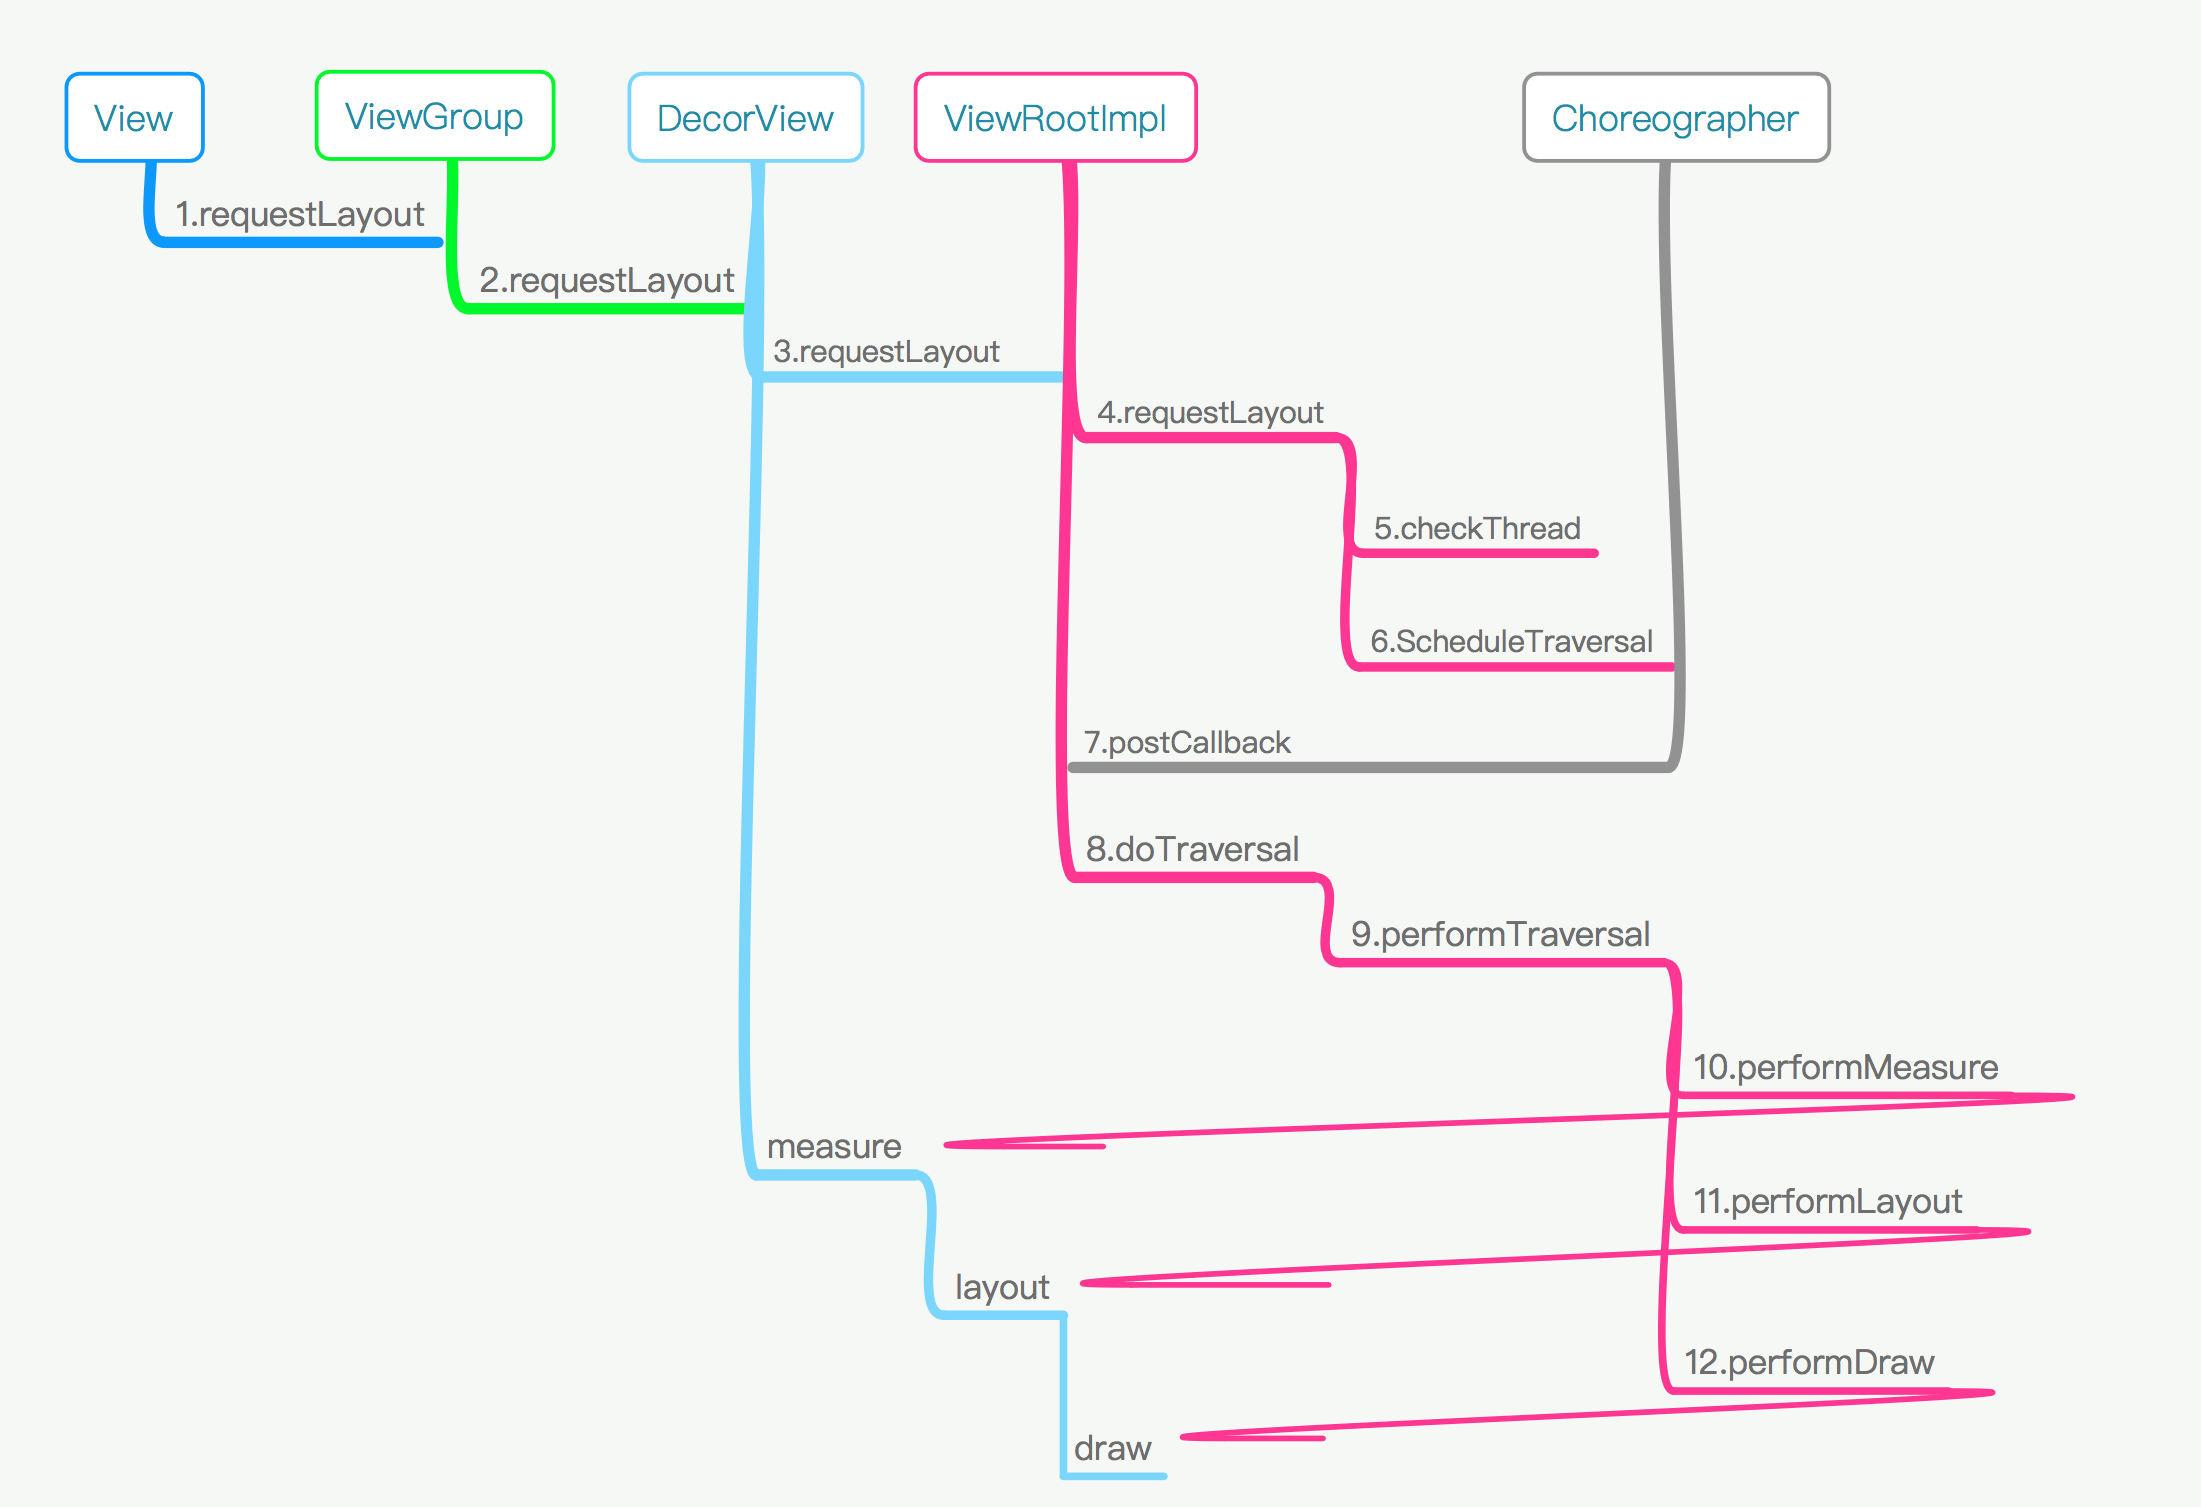 View
ViewGroup
DecorView
ViewRootImpl
Choreographer
1.requestLayout
2.requestLayout
3.requestLayout
4.requestLayout
5.checkThread
6.ScheduleTraversal
7.postCallback
8.doTraversal
9.performTraversal
10.performMeasure
measure
11.performLayout
layout
12.performDraw
draw